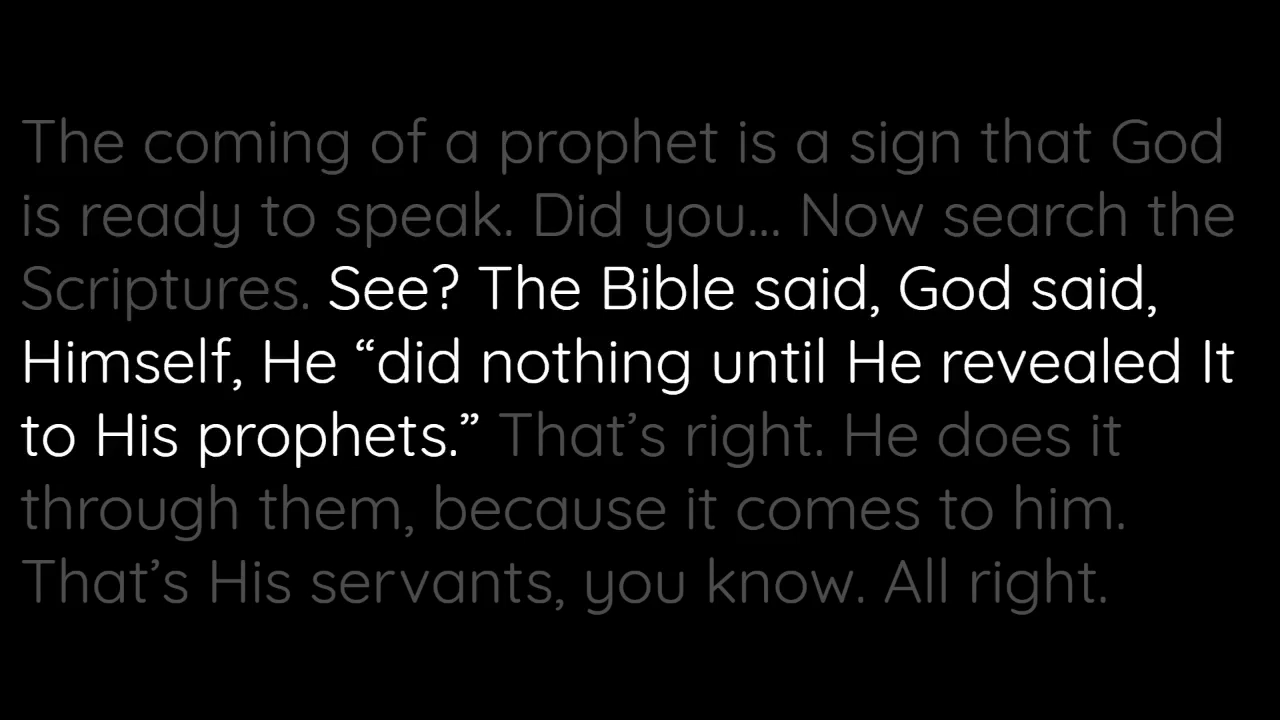 The coming of a prophet is a sign that God
is ready to speak. Did you... Now search the
Scriptures. See? The Bible said, God said,
Himself, He “did nothing until He revealed It
to His prophets.” That’s right. He does it
through them, because it comes to him.
That’s His servants, you know. All right.